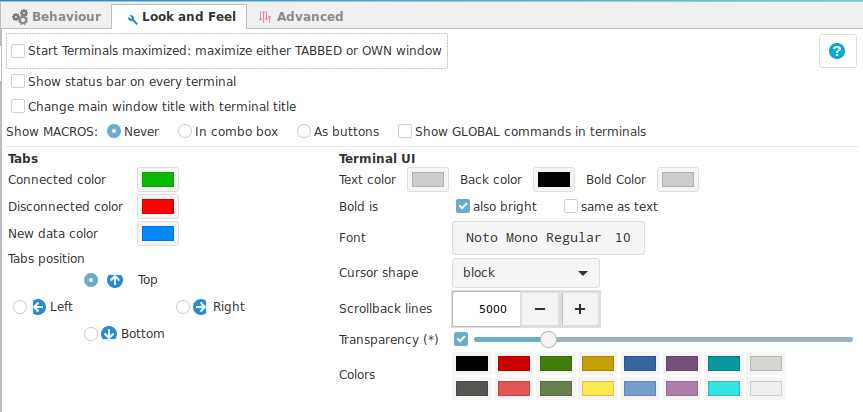 Behaviour Look and Feel Advanced
Start Terminals maximized: maximize either TABBED or OWN window
?
Show status bar on every terminal
Change main window title with terminal title
Show MACROS: Never In combo box As buttons Show GLOBAL commands in terminals
Tabs
Connected color
Disconnected color
New data color
Tabs position
Top
Left Right
Bottom
Terminal UI
Text color Back color Bold Color
Bold is also bright same as text
Font Noto Mono Regular 10
Cursor shape block
Scrollback lines 5000 − +
Transparency (*)
Colors